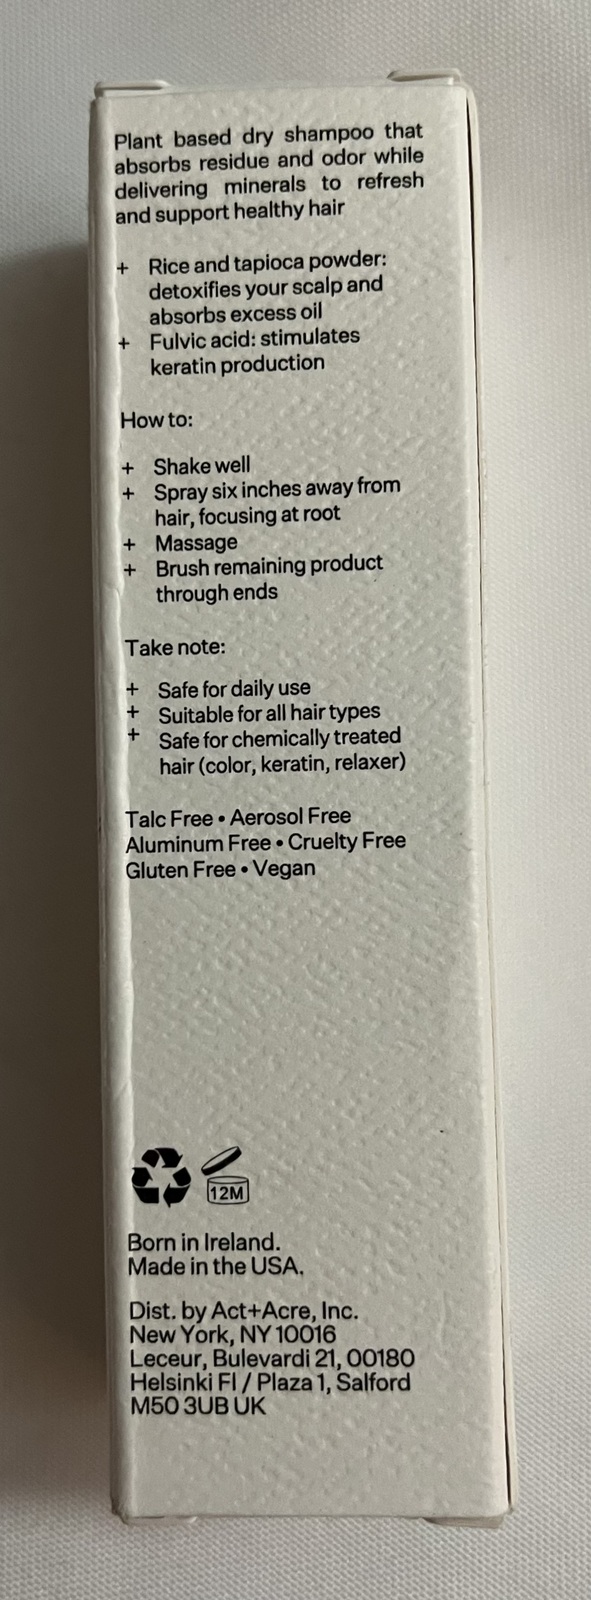 Plant based dry shampoo that
absorbs residue and odor while
delivering minerals to refresh
and support healthy hair
+ Rice and tapioca powder:
detoxifies your scalp and
absorbs excess oil
+ Fulvic acid: stimulates
keratin production
How to:
+ Shake well
+ Spray six inches away from
hair, focusing at root
+ Massage
+ Brush remaining product
through ends
Take note:
+ Safe for daily use
+ Suitable for all hair types
+ Safe for chemically treated
hair (color, keratin, relaxer)
Talc Free • Aerosol Free
Aluminum Free • Cruelty Free
Gluten Free • Vegan
12M
Born in Ireland.
Made in the USA.
Dist. by Act+Acre, Inc.
New York, NY 10016
Leceur, Bulevardi 21, 00180
Helsinki FI / Plaza 1, Salford
M50 3UB UK